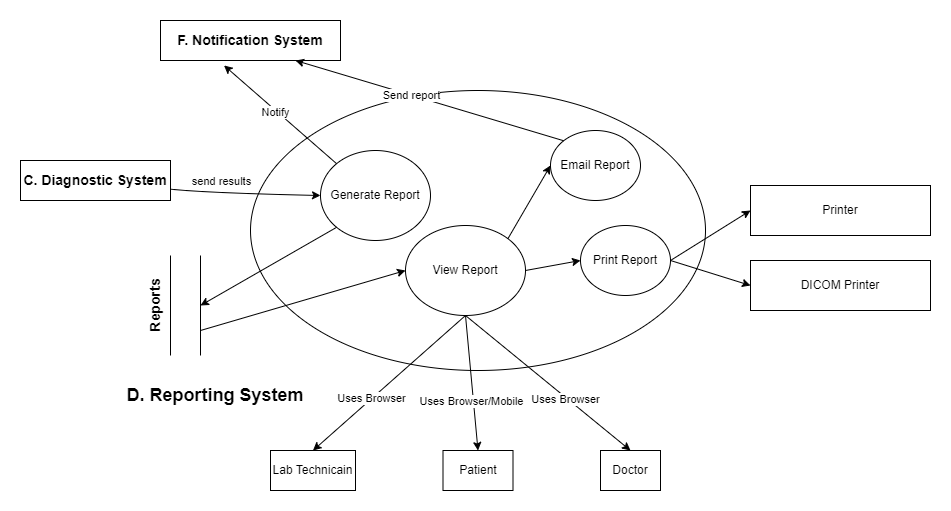 F. Notification System
Send report
Notify
Email Report
C. Diagnostic System
send results
Generate Report
Printer
View Report
Print Report
DICOM Printer
Reports
D. Reporting System
Uses Browser
Uses Browser/Mobile
Uses Browser
Lab Technicain
Patient
Doctor